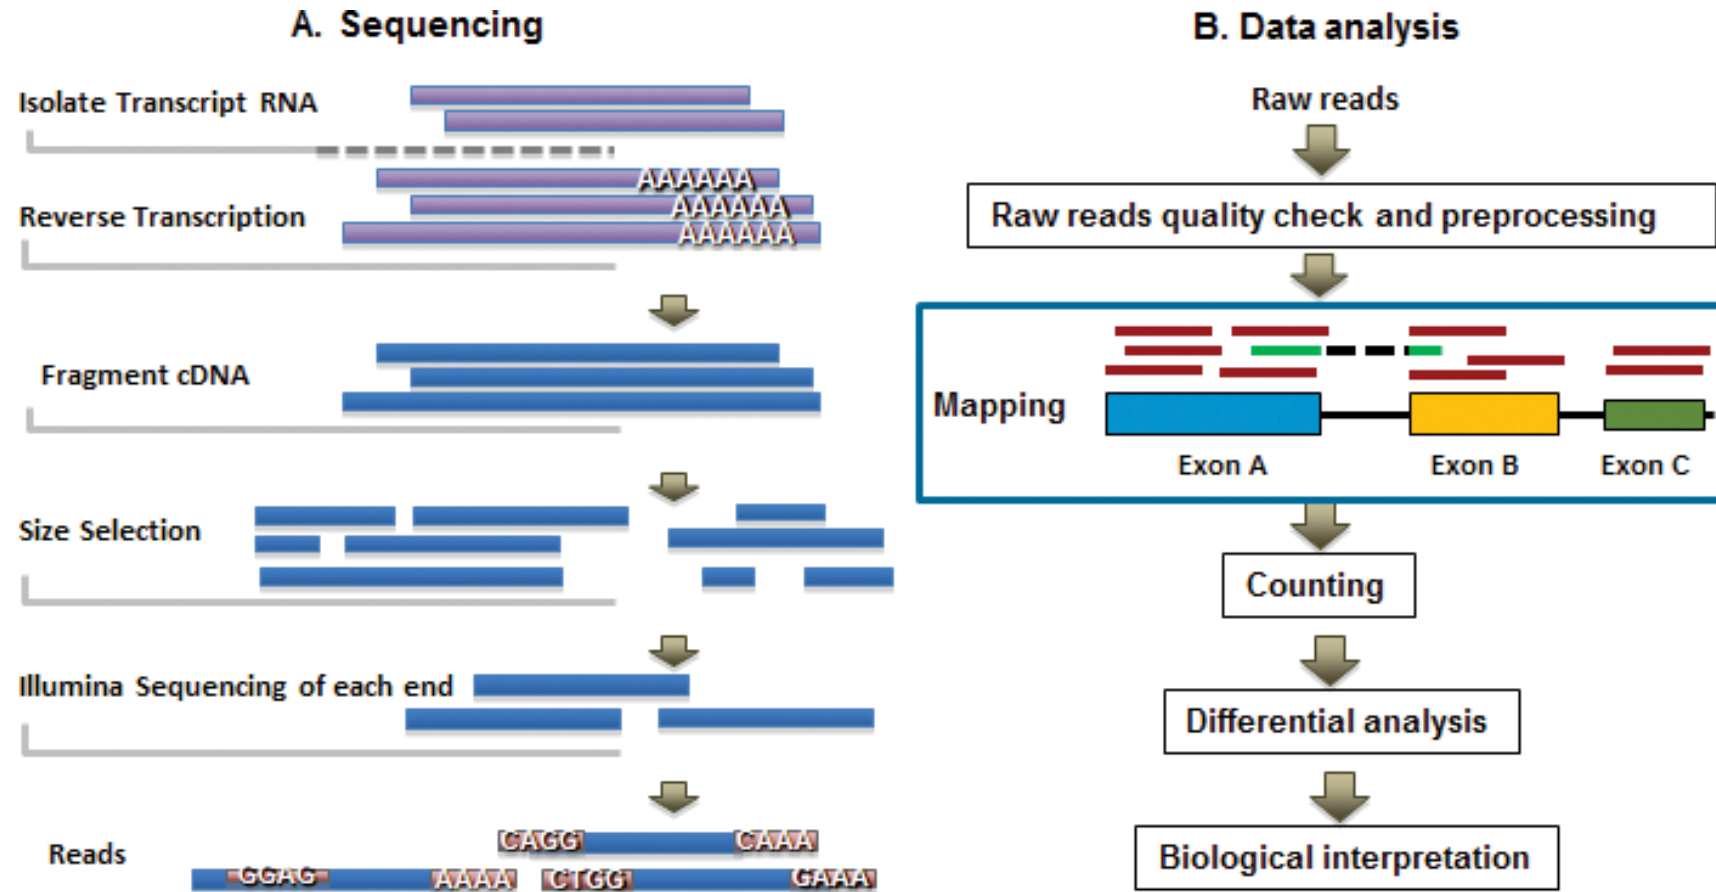 A. Sequencing
Isolate Transcript RNA
AAAAAA
Reverse Transcription
AAAAAA
AAAAAA
Fragment cDNA
Size Selection
Illumina Sequencing of each end
Reads
CAGG CAAA
GGAG AAAA CTGG GAAA
B. Data analysis
Raw reads
Raw reads quality check and preprocessing
Mapping
Exon A Exon B Exon C
Counting
Differential analysis
Biological interpretation